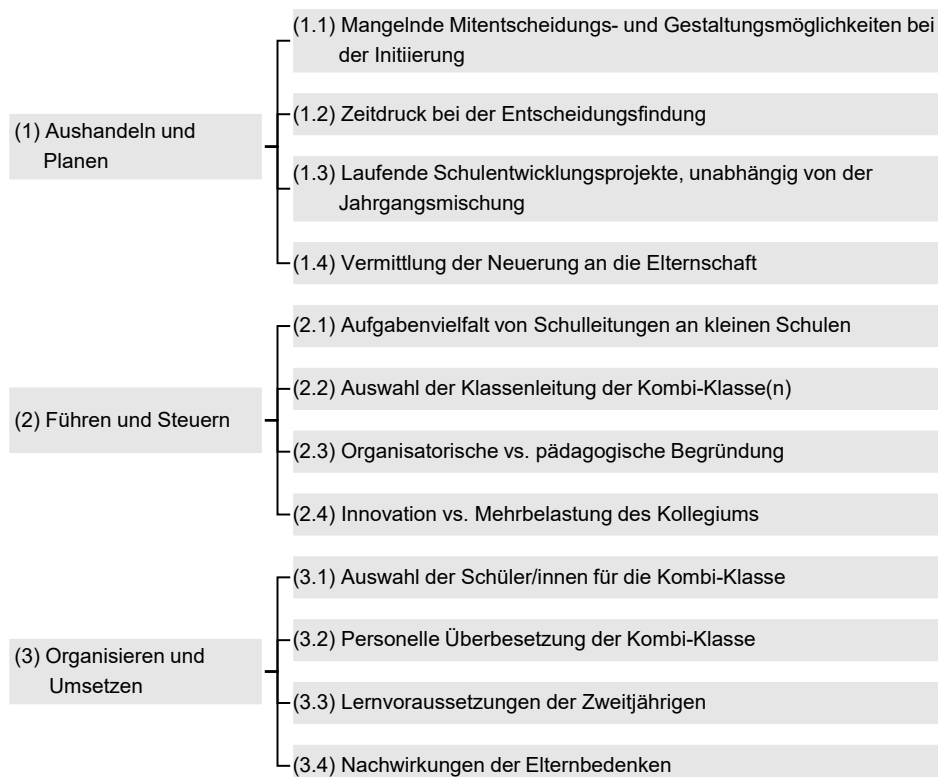 (1) Aushandeln und
Planen
(1.1) Mangelnde Mitentscheidungs- und Gestaltungsmöglichkeiten bei
der Initiierung
(1.2) Zeitdruck bei der Entscheidungsfindung
(1.3) Laufende Schulentwicklungsprojekte, unabhängig von der
Jahrgangsmischung
(1.4) Vermittlung der Neuerung an die Elternschaft
(2) Führen und Steuern
(2.1) Aufgabenvielfalt von Schulleitungen an kleinen Schulen
(2.2) Auswahl der Klassenleitung der Kombi-Klasse(n)
(2.3) Organisatorische vs. pädagogische Begründung
(2.4) Innovation vs. Mehrbelastung des Kollegiums
(3) Organisieren und
Umsetzen
(3.1) Auswahl der Schüler/innen für die Kombi-Klasse
(3.2) Personelle Überbesetzung der Kombi-Klasse
(3.3) Lernvoraussetzungen der Zweitjährigen
(3.4) Nachwirkungen der Elternbedenken